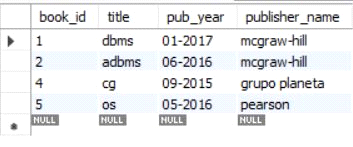 book_id title pub_year publisher_name
1 dbms 01-2017 mcgraw-hill
2 adbms 06-2016 mcgraw-hill
4 cg 09-2015 grupo planeta
5 os 05-2016 pearson
NULL NULL NULL NULL